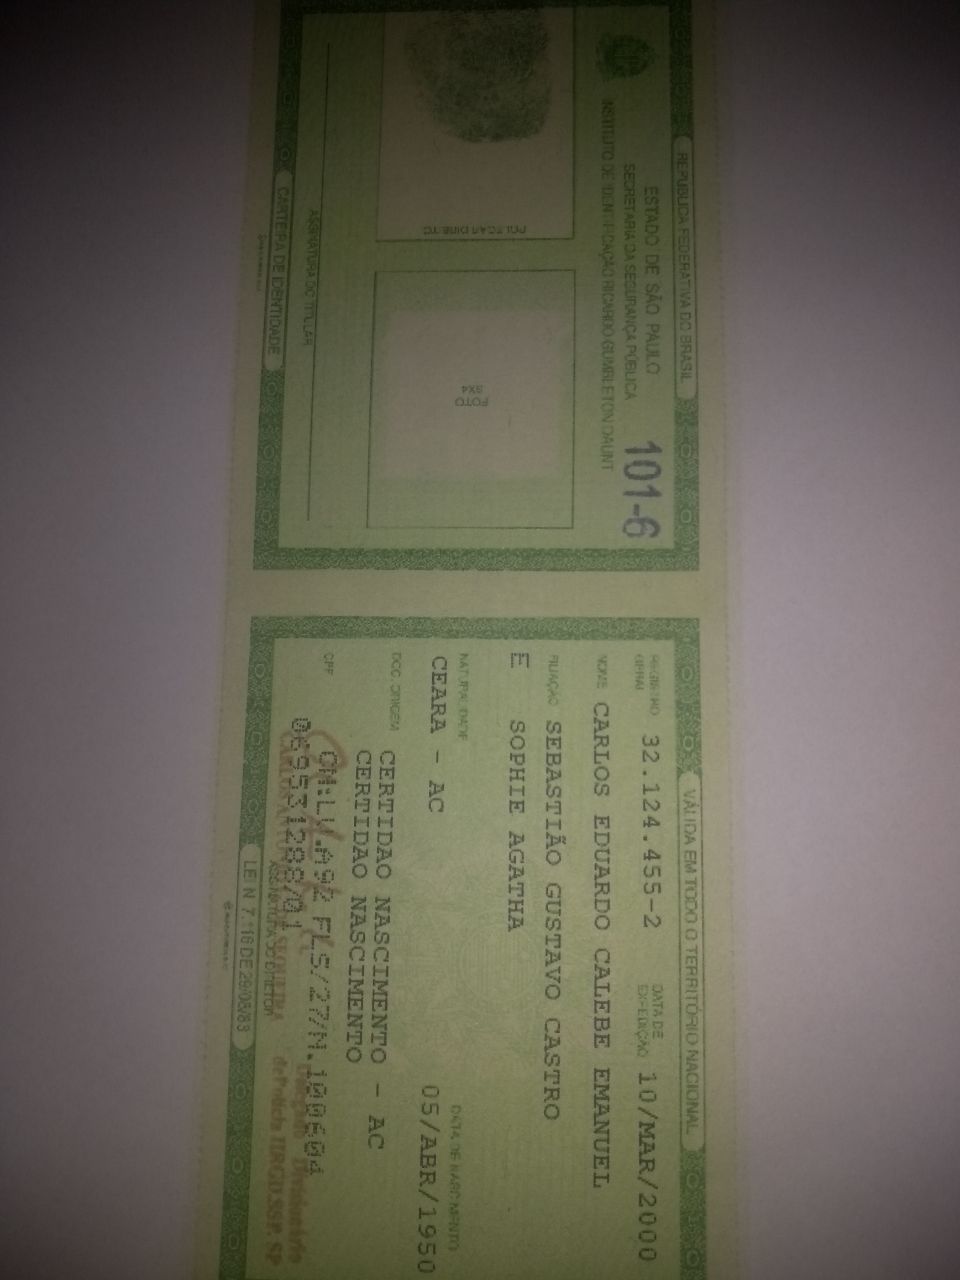 REPÚBLICA FEDERATIVA DO BRASIL
ESTADO DE SÃO PAULO
SECRETARIA DA SEGURANÇA PÚBLICA
INSTITUTO DE IDENTIFICAÇÃO RICARDO GUMBLETON DAUNT
101-6
POLEGAR DIREITO
FOTO
3X4
ASSINATURA DO TITULAR
CARTEIRA DE IDENTIDADE
VÁLIDA EM TODO O TERRITÓRIO NACIONAL
REGISTRO GERAL 32.124.455-2 DATA DE EXPEDIÇÃO 10/MAR/2000
NOME CARLOS EDUARDO CALEBE EMANUEL
FILIAÇÃO SEBASTIÃO GUSTAVO CASTRO
E SOPHIE AGATHA
NATURALIDADE DATA DE NASCIMENTO
CEARA - AC 05/ABR/1950
DOC. ORIGEM CERTIDAO NASCIMENTO - AC
CERTIDAO NASCIMENTO
CPF CM:LV.A92 FLS/27/N.100604
069531288/01
Delegado Divisionário
de Polícia IIRGD.SSP. SP
ASSINATURA DO DIRETOR
LEI N 7.116 DE 29/08/83